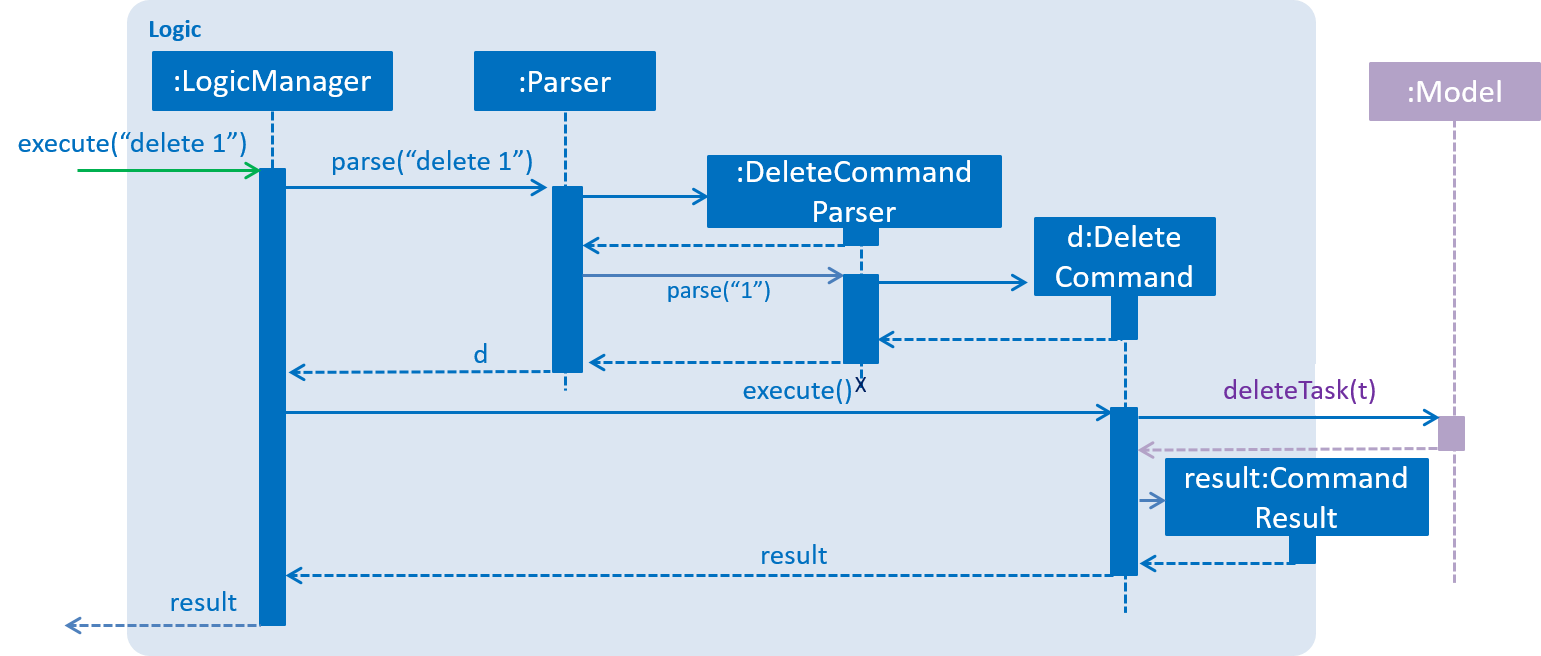 Logic
:LogicManager
:Parser
:Model
execute(“delete 1”)
parse(“delete 1”)
:DeleteCommand
Parser
d:Delete
Command
parse(“1”)
d
execute()
X
deleteTask(t)
result:Command
Result
result
result